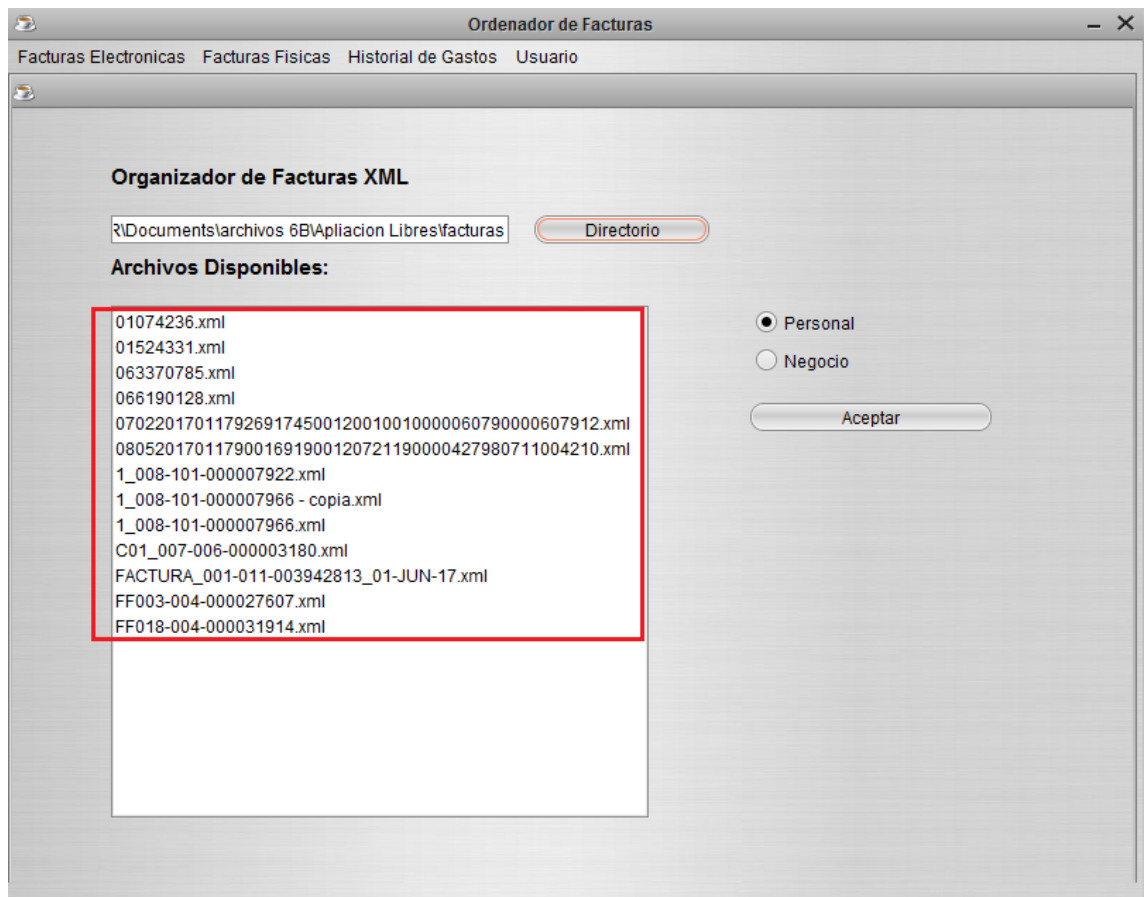 Ordenador de Facturas
Facturas Electronicas Facturas Fisicas Historial de Gastos Usuario
Organizador de Facturas XML
R\Documents\archivos 6B\Apliacion Libres\facturas Directorio
Archivos Disponibles:
01074236.xml
01524331.xml
063370785.xml
066190128.xml
0702201701179269174500120010010000060790000607912.xml
0805201701179001691900120721190000427980711004210.xml
1_008-101-000007922.xml
1_008-101-000007966 - copia.xml
1_008-101-000007966.xml
C01_007-006-000003180.xml
FACTURA_001-011-003942813_01-JUN-17.xml
FF003-004-000027607.xml
FF018-004-000031914.xml
Personal
Negocio
Aceptar